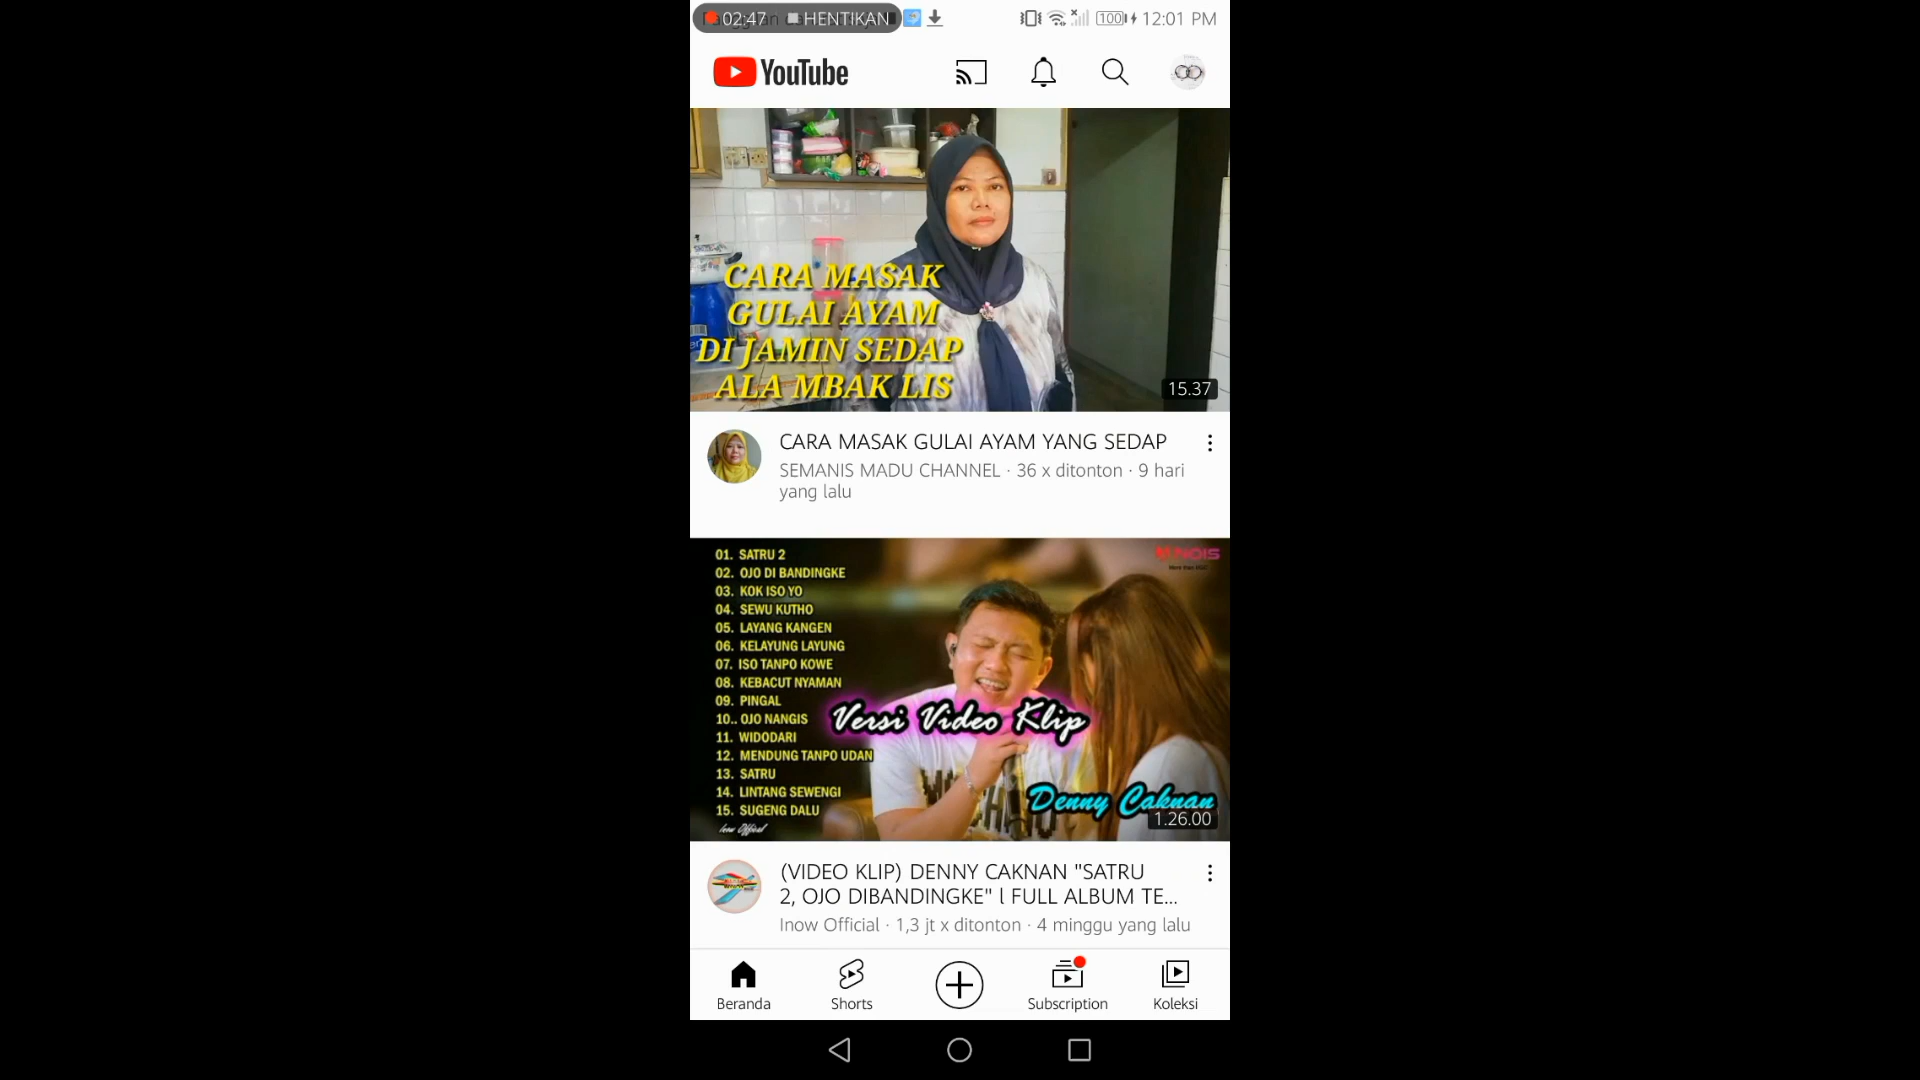 02:47 HENTIKAN 100 12:01 PM
YouTube
CARA MASAK
GULAI AYAM
DI JAMIN SEDAP
ALA MBAK LIS
15.37
CARA MASAK GULAI AYAM YANG SEDAP
SEMANIS MADU CHANNEL · 36 x ditonton · 9 hari
yang lalu
01. SATRU 2
02. OJO DI BANDINGKE
03. KOK ISO YO
04. SEWU KUTHO
05. LAYANG KANGEN
06. KELAYUNG LAYUNG
07. ISO TANPO KOWE
08. KEBACUT NYAMAN
09. PINGAL
10.. OJO NANGIS
11. WIDODARI
12. MENDUNG TANPO UDAN
13. SATRU
14. LINTANG SEWENGI
15. SUGENG DALU
Inow Official
Versi Video Klip
Denny Caknan
1.26.00
(VIDEO KLIP) DENNY CAKNAN "SATRU
2, OJO DIBANDINGKE" l FULL ALBUM TE...
Inow Official · 1,3 jt x ditonton · 4 minggu yang lalu
Beranda
Shorts
Subscription
Koleksi